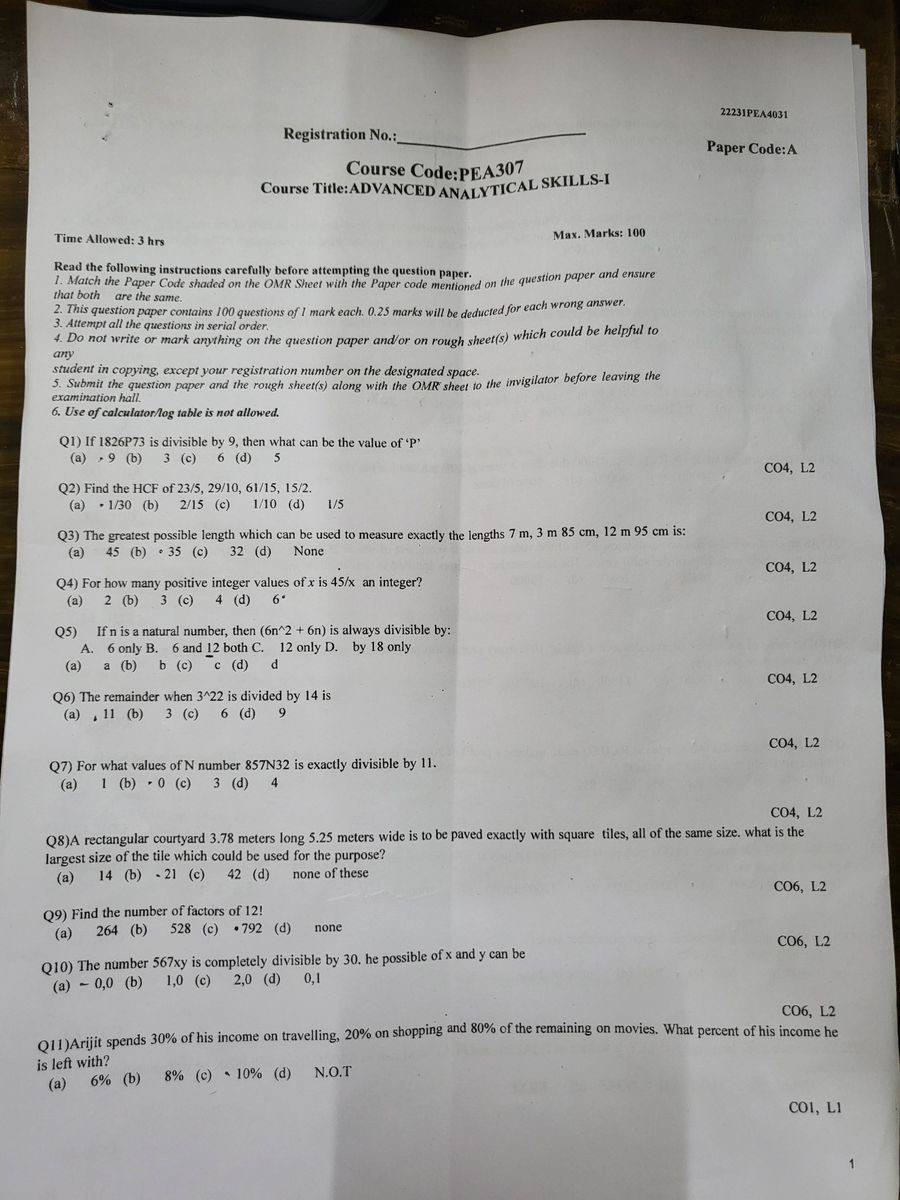 22231PEA4031
Registration No.:
Paper Code:A
Course Code:PEA307
Course Title:ADVANCED ANALYTICAL SKILLS-I
Time Allowed: 3 hrs
Max. Marks: 100
Read the following instructions carefully before attempting the question paper.
1. Match the Paper Code shaded on the OMR Sheet with the Paper code mentioned on the question paper and ensure
that both are the same.
2. This question paper contains 100 questions of 1 mark each. 0.25 marks will be deducted for each wrong answer.
3. Attempt all the questions in serial order.
4. Do not write or mark anything on the question paper and/or on rough sheet(s) which could be helpful to
any
student in copying, except your registration number on the designated space.
5. Submit the question paper and the rough sheet(s) along with the OMR sheet to the invigilator before leaving the
examination hall.
6. Use of calculator/log table is not allowed.
Q1) If 1826P73 is divisible by 9, then what can be the value of ‘P’
(a) 9 (b) 3 (c) 6 (d) 5
CO4, L2
Q2) Find the HCF of 23/5, 29/10, 61/15, 15/2.
(a) 1/30 (b) 2/15 (c) 1/10 (d) 1/5
CO4, L2
Q3) The greatest possible length which can be used to measure exactly the lengths 7 m, 3 m 85 cm, 12 m 95 cm is:
(a) 45 (b) 35 (c) 32 (d) None
CO4, L2
Q4) For how many positive integer values of x is 45/x an integer?
(a) 2 (b) 3 (c) 4 (d) 6
CO4, L2
Q5) If n is a natural number, then (6n^2 + 6n) is always divisible by:
A. 6 only B. 6 and 12 both C. 12 only D. by 18 only
(a) a (b) b (c) c (d) d
CO4, L2
Q6) The remainder when 3^22 is divided by 14 is
(a) 11 (b) 3 (c) 6 (d) 9
CO4, L2
Q7) For what values of N number 857N32 is exactly divisible by 11.
(a) 1 (b) 0 (c) 3 (d) 4
CO4, L2
Q8)A rectangular courtyard 3.78 meters long 5.25 meters wide is to be paved exactly with square tiles, all of the same size. what is the
largest size of the tile which could be used for the purpose?
(a) 14 (b) 21 (c) 42 (d) none of these
CO6, L2
Q9) Find the number of factors of 12!
(a) 264 (b) 528 (c) 792 (d) none
CO6, L2
Q10) The number 567xy is completely divisible by 30. he possible of x and y can be
(a) 0,0 (b) 1,0 (c) 2,0 (d) 0,1
CO6, L2
Q11)Arijit spends 30% of his income on travelling, 20% on shopping and 80% of the remaining on movies. What percent of his income he
is left with?
(a) 6% (b) 8% (c) 10% (d) N.O.T
CO1, L1
1